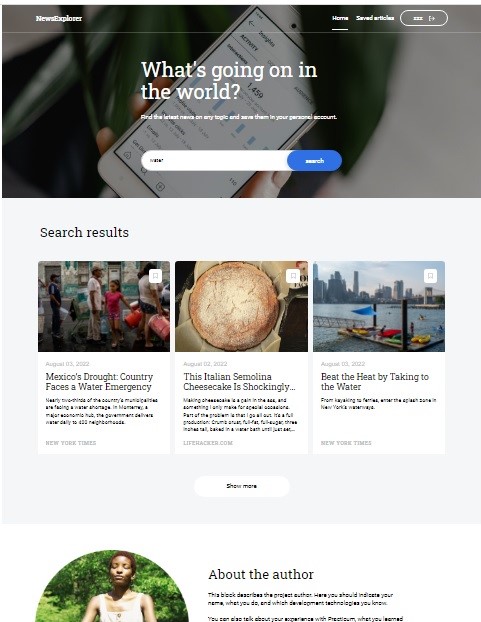 NewsExplorer
Home
Saved articles
What's going on in
the world?
Find the latest news on any topic and save them in your personal account.
water
search
ACTIVITY
Insights
1,459
Search results
August 03, 2022
Mexico's Drought: Country
Faces a Water Emergency
Nearly two-thirds of the country's municipalities
are facing a water shortage. In Monterrey, a
major economic hub, the government delivers
water daily to 400 neighborhoods.
NEW YORK TIMES
August 02, 2022
This Italian Semolina
Cheesecake Is Shockingly...
Making cheesecake is a pain in the ass, and
something I only make for special occasions.
Part of the problem is that I go all out. It's a full
production: Crumb crust, full-fat, full-sugar, three
inches tall, baked in a water bath until just set,...
LIFEHACKER.COM
August 03, 2022
Beat the Heat by Taking to
the Water
From kayaking to ferries, enter the splash zone in
New York's waterways.
NEW YORK TIMES
Show more
About the author
This block describes the project author. Here you should indicate your
name, what you do, and which development technologies you know.
You can also talk about your experience with Practicum, what you learned